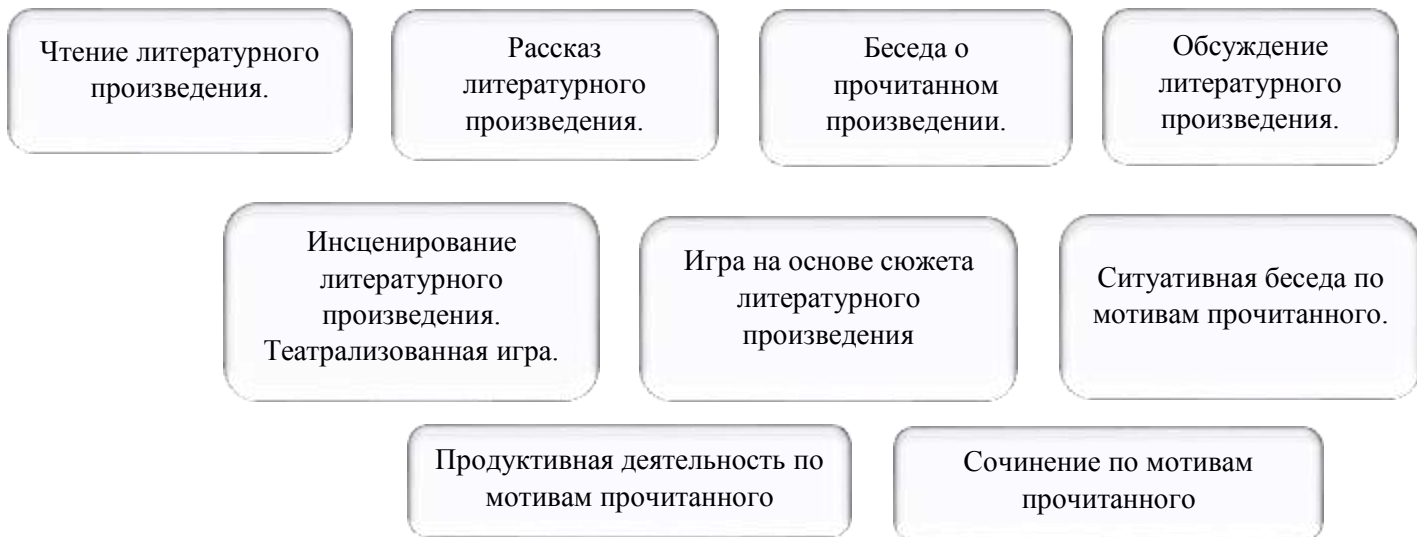 Чтение литературного
произведения.
Рассказ
литературного
произведения.
Беседа о
прочитанном
произведении.
Обсуждение
литературного
произведения.
Инсценирование
литературного
произведения.
Театрализованная игра.
Игра на основе сюжета
литературного
произведения
Ситуативная беседа по
мотивам прочитанного.
Продуктивная деятельность по
мотивам прочитанного
Сочинение по мотивам
прочитанного